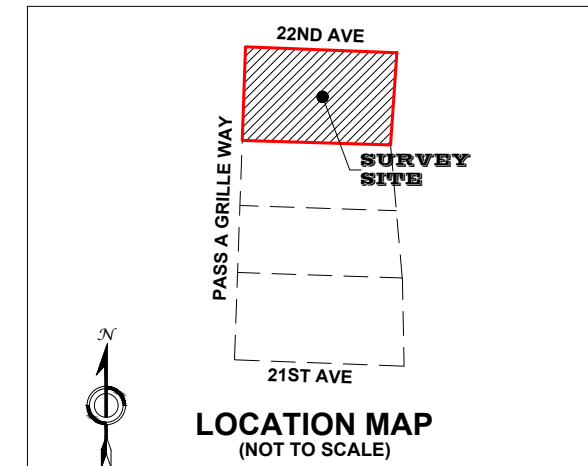 22ND AVE
PASS A GRILLE WAY
SURVEY
SITE
21ST AVE
N
LOCATION MAP
(NOT TO SCALE)